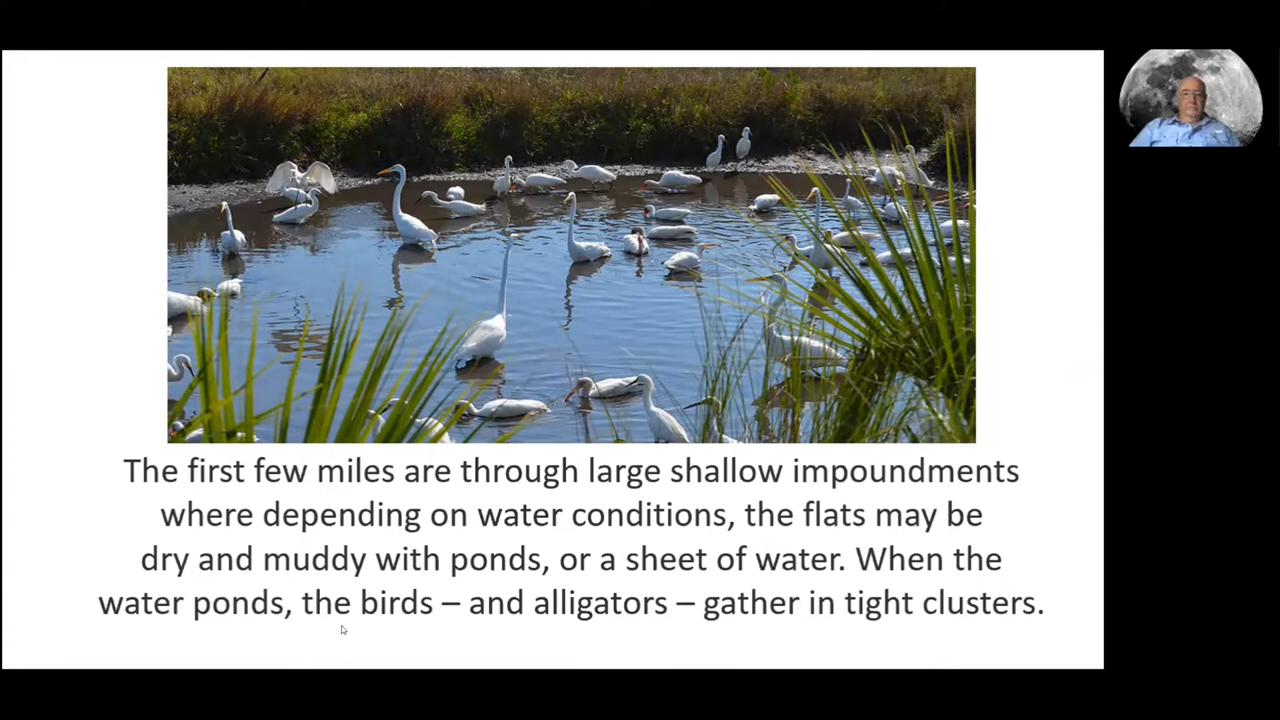 The first few miles are through large shallow impoundments
where depending on water conditions, the flats may be
dry and muddy with ponds, or a sheet of water. When the
water ponds, the birds – and alligators – gather in tight clusters.